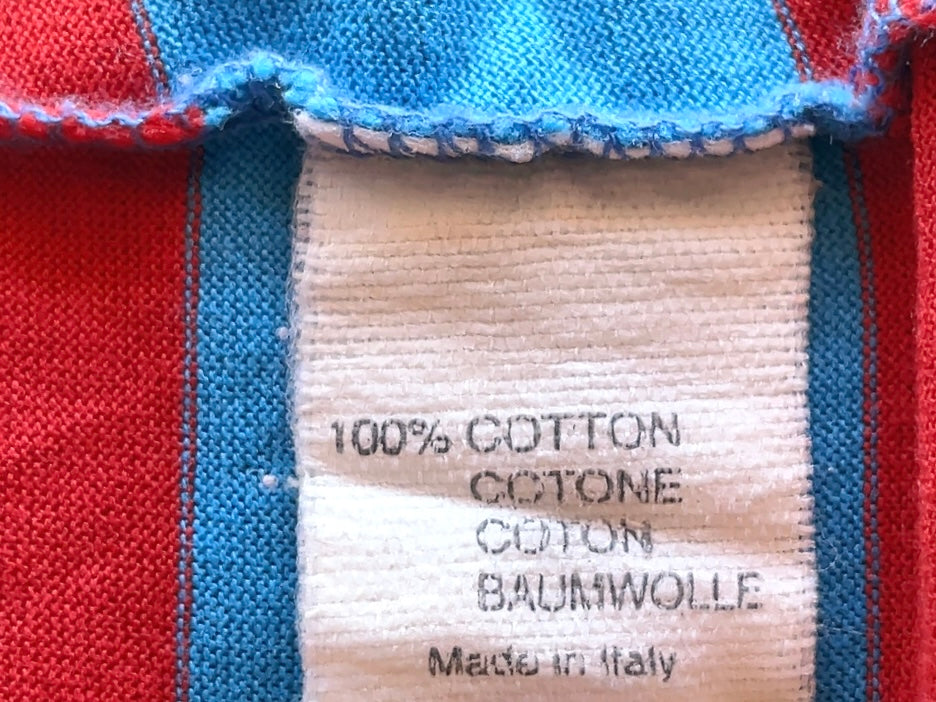 100% COTTON
COTONE
COTON
BAUMWOLLE
Made in Italy